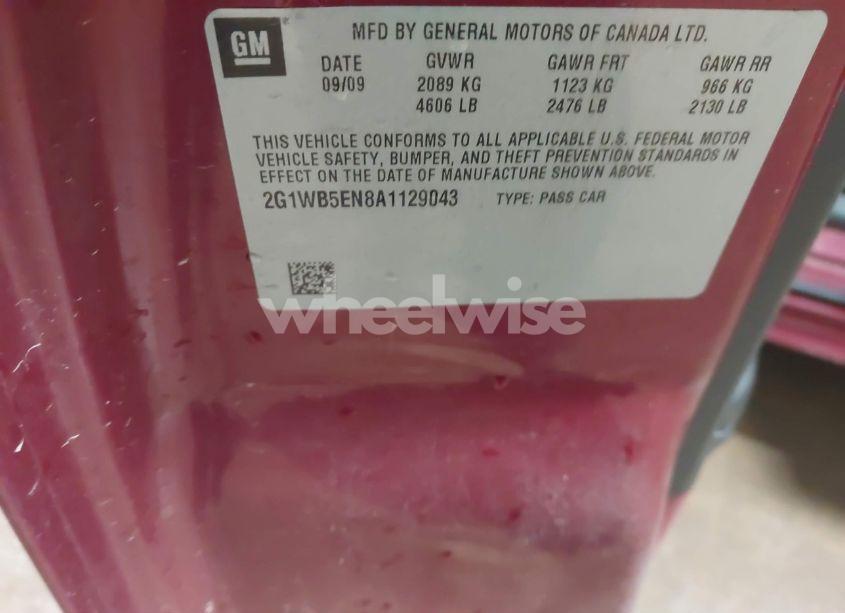 GM
MFD BY GENERAL MOTORS OF CANADA LTD.
DATE GVWR GAWR FRT GAWR RR
09/09 2089 KG 1123 KG 966 KG
4606 LB 2476 LB 2130 LB
THIS VEHICLE CONFORMS TO ALL APPLICABLE U.S. FEDERAL MOTOR
VEHICLE SAFETY, BUMPER, AND THEFT PREVENTION STANDARDS IN
EFFECT ON THE DATE OF MANUFACTURE SHOWN ABOVE.
2G1WB5EN8A1129043 TYPE: PASS CAR
wheelwise